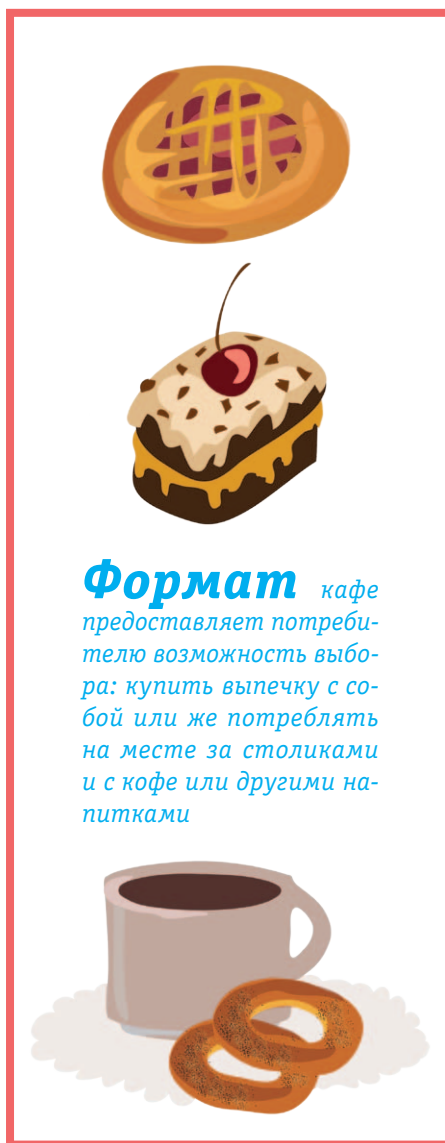 Формат кафе
предоставляет потреби-
телю возможность выбо-
ра: купить выпечку с со-
бой или же потреблять
на месте за столиками
и с кофе или другими на-
питками